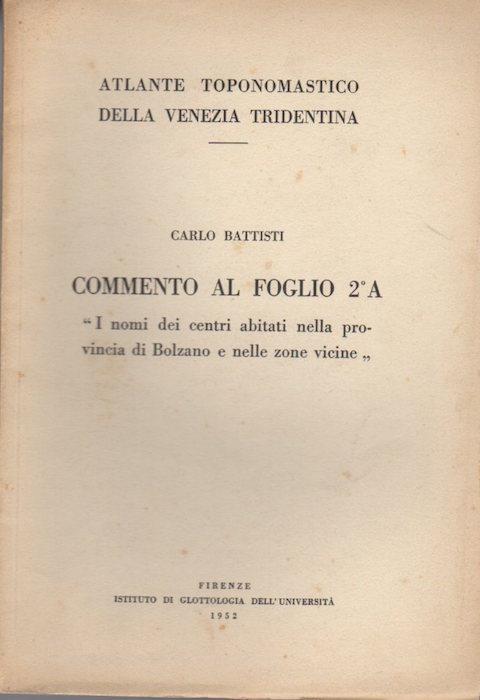 ATLANTE TOPONOMASTICO
DELLA VENEZIA TRIDENTINA
CARLO BATTISTI
COMMENTO AL FOGLIO 2°A
“ I nomi dei centri abitati nella pro-
vincia di Bolzano e nelle zone vicine „
FIRENZE
ISTITUTO DI GLOTTOLOGIA DELL'UNIVERSITÀ
1952